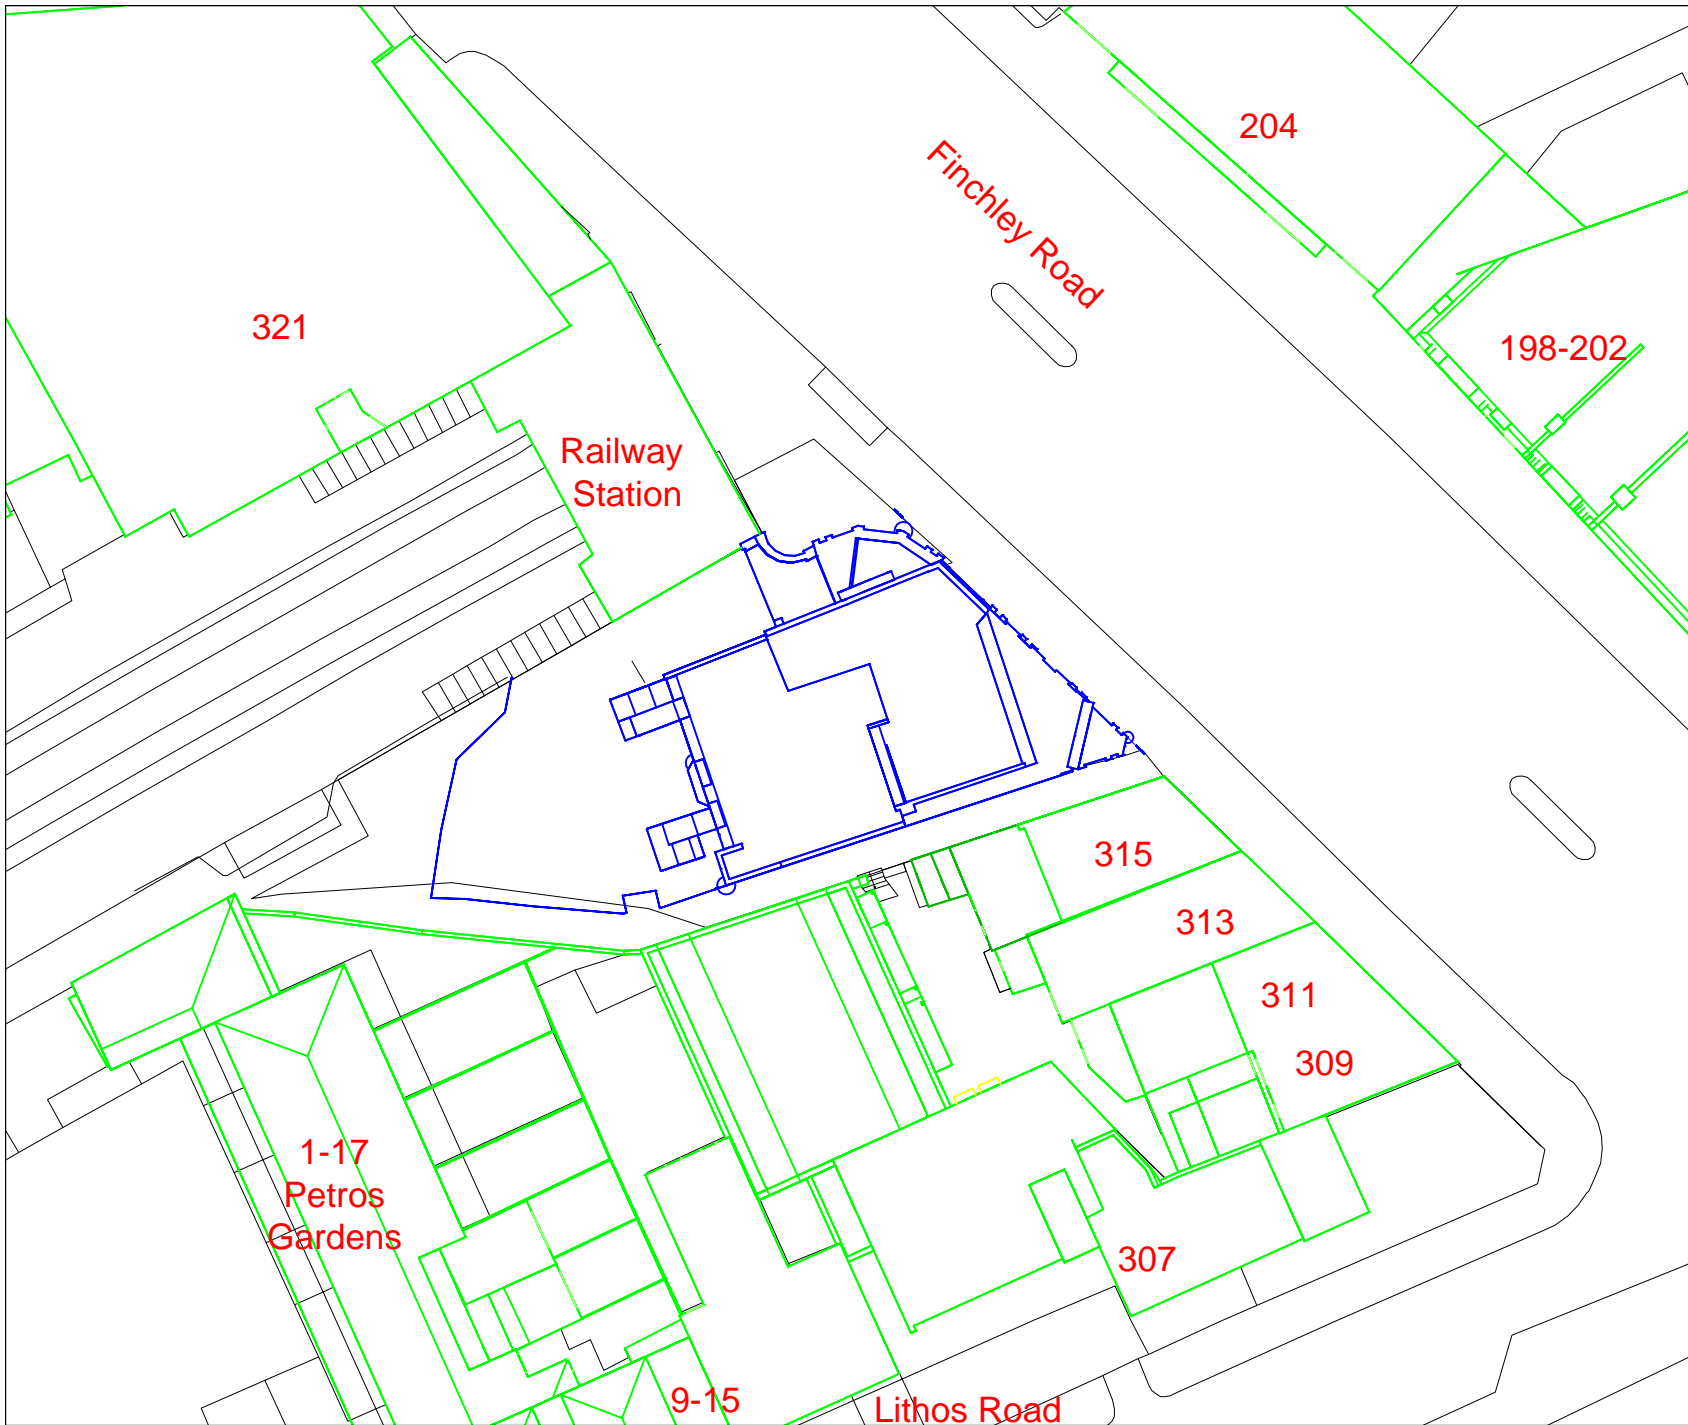 204
Finchley Road
321
198-202
Railway
Station
315
313
311
309
1-17
Petros
Gardens
307
9-15
Lithos Road